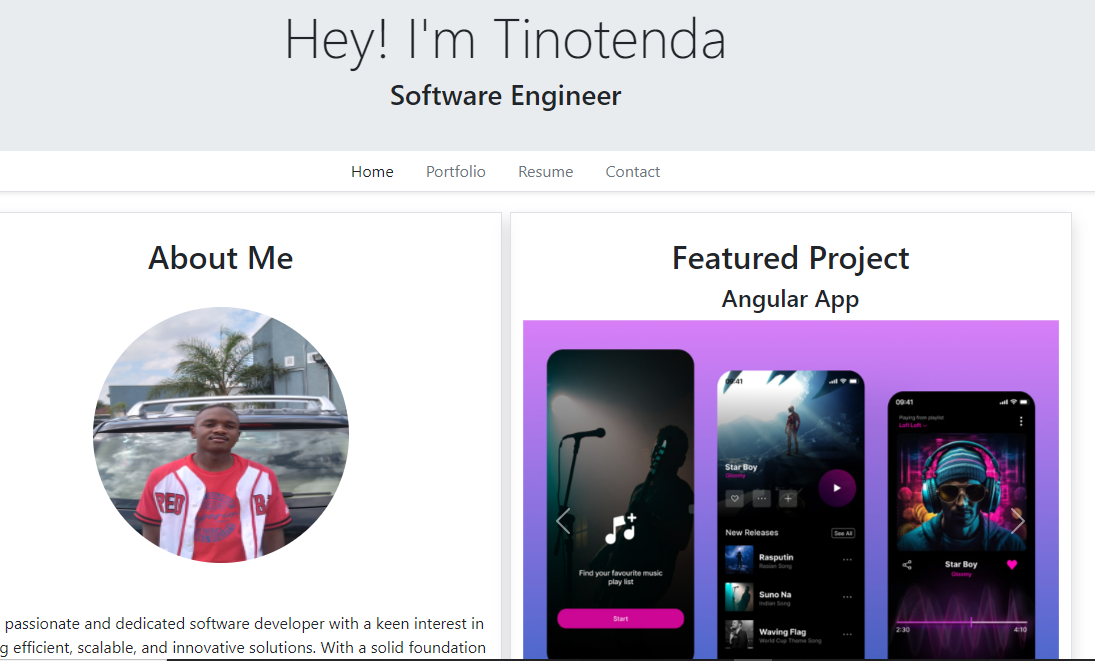 Hey! I'm Tinotenda
Software Engineer
Home Portfolio Resume Contact
About Me
RED BA
passionate and dedicated software developer with a keen interest in
g efficient, scalable, and innovative solutions. With a solid foundation
Featured Project
Angular App
Find your favourite music
play list
Start
09:41
Star Boy
New Releases
See All
Rasputin
Rasian Song
Suno Na
Indian Song
Waving Flag
World Cup Theme Song
09:41
Playing from playlist
Lofi Loft
Star Boy
2:30 4:10